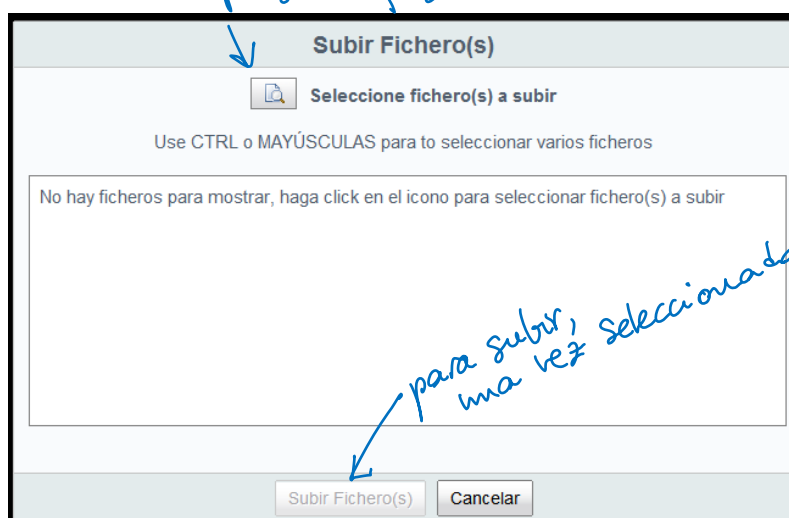 Subir Fichero(s)
Seleccione fichero(s) a subir
Use CTRL o MAYÚSCULAS para to seleccionar varios ficheros
No hay ficheros para mostrar, haga click en el icono para seleccionar fichero(s) a subir
para subir,
una vez seleccionado
Subir Fichero(s)
Cancelar